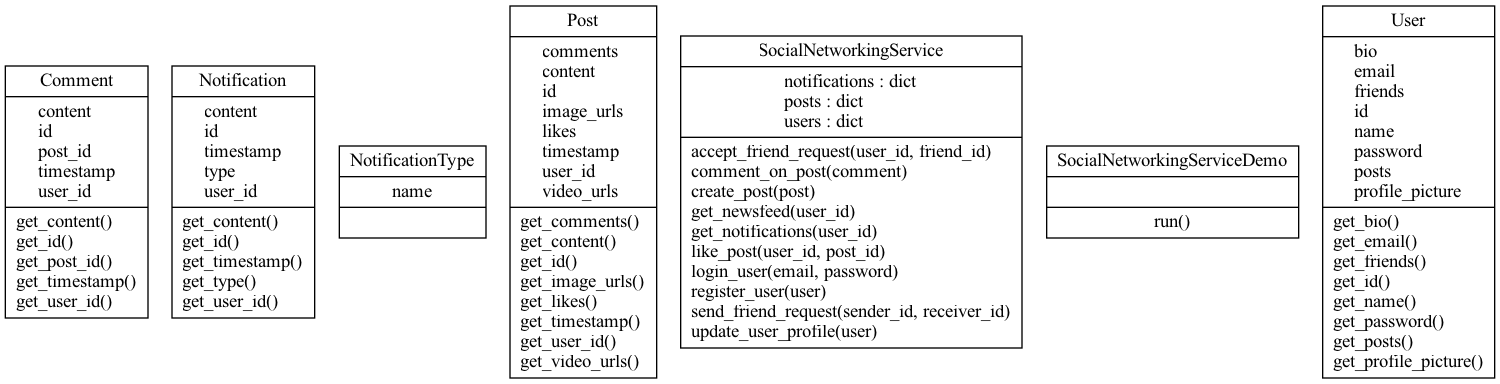 Comment
content
id
post_id
timestamp
user_id
get_content()
get_id()
get_post_id()
get_timestamp()
get_user_id()
Notification
content
id
timestamp
type
user_id
get_content()
get_id()
get_timestamp()
get_type()
get_user_id()
NotificationType
name
Post
comments
content
id
image_urls
likes
timestamp
user_id
video_urls
get_comments()
get_content()
get_id()
get_image_urls()
get_likes()
get_timestamp()
get_user_id()
get_video_urls()
SocialNetworkingService
notifications : dict
posts : dict
users : dict
accept_friend_request(user_id, friend_id)
comment_on_post(comment)
create_post(post)
get_newsfeed(user_id)
get_notifications(user_id)
like_post(user_id, post_id)
login_user(email, password)
register_user(user)
send_friend_request(sender_id, receiver_id)
update_user_profile(user)
SocialNetworkingServiceDemo
run()
User
bio
email
friends
id
name
password
posts
profile_picture
get_bio()
get_email()
get_friends()
get_id()
get_name()
get_password()
get_posts()
get_profile_picture()